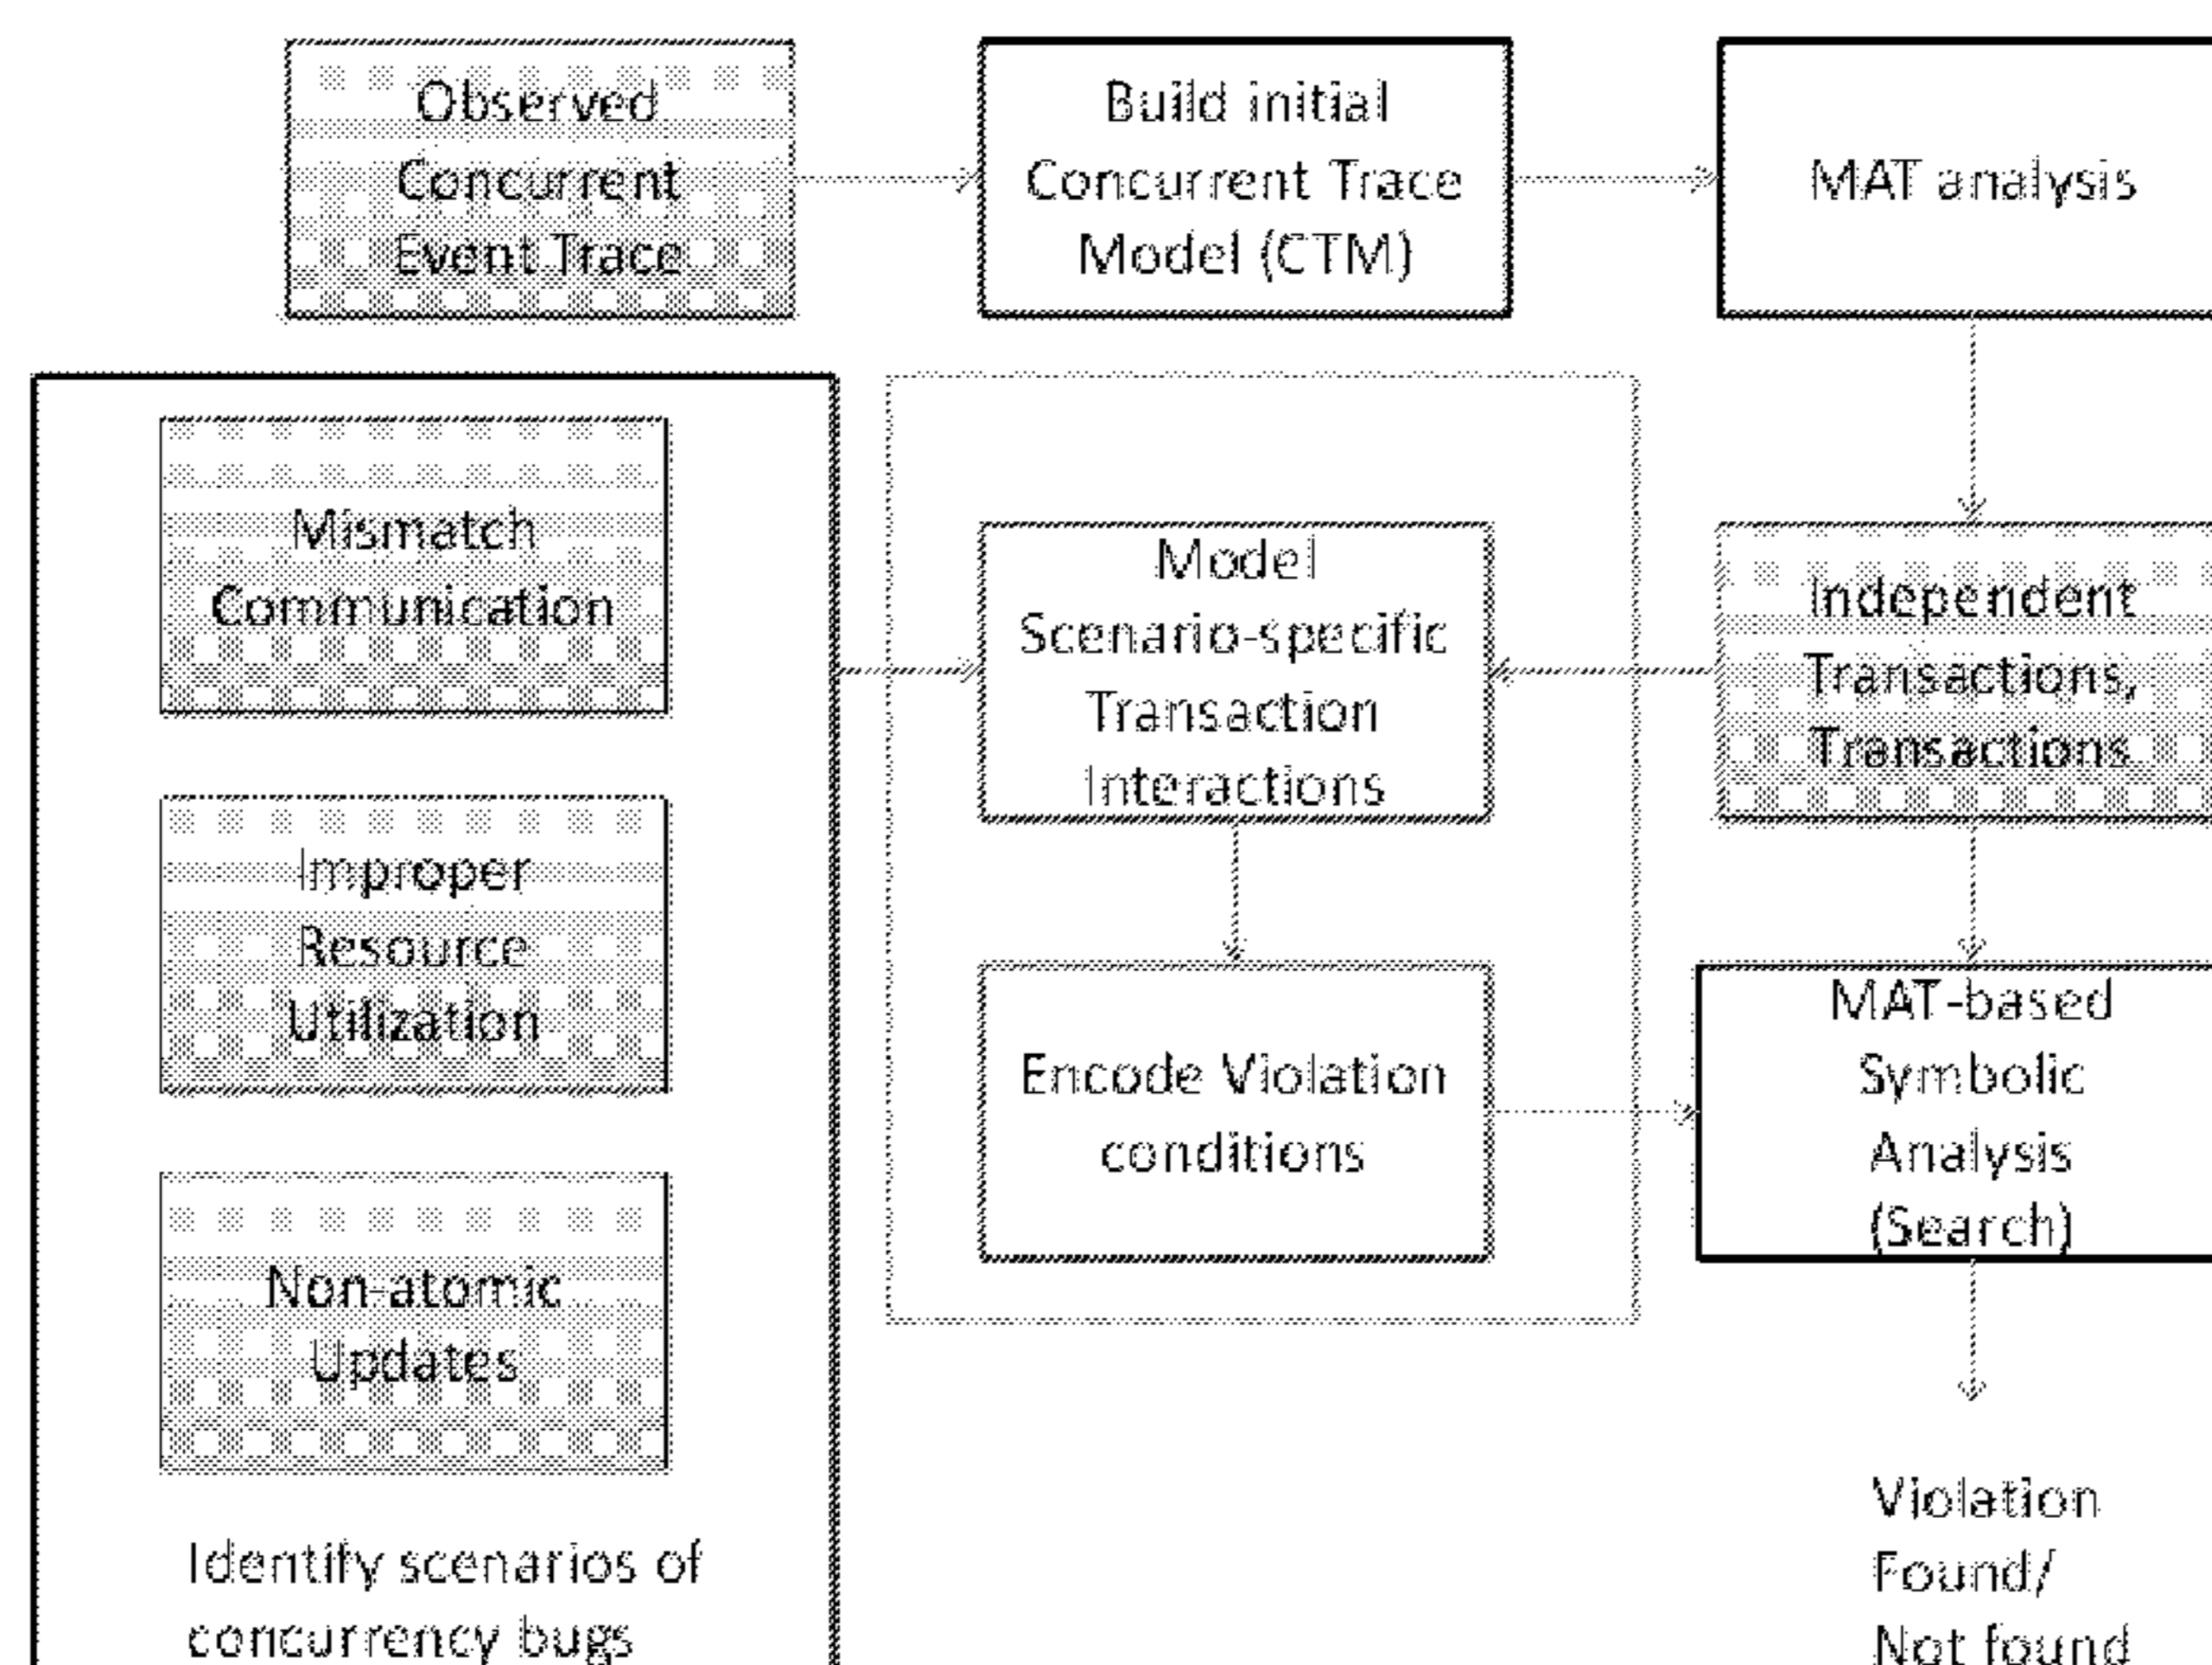 Observed
Concurrent
Event Trace
Build initial
Concurrent Trace
Model (CTM)
MAT analysis
Mismatch
Communication
Improper
Resource
Utilization
Non-atomic
Updates
Identify scenarios of
concurrency bugs
Model
Scenario-specific
Transaction
Interactions
Encode Violation
conditions
Independent
Transactions,
Transactions
MAT-based
Symbolic
Analysis
(Search)
Violation
Found/
Not found